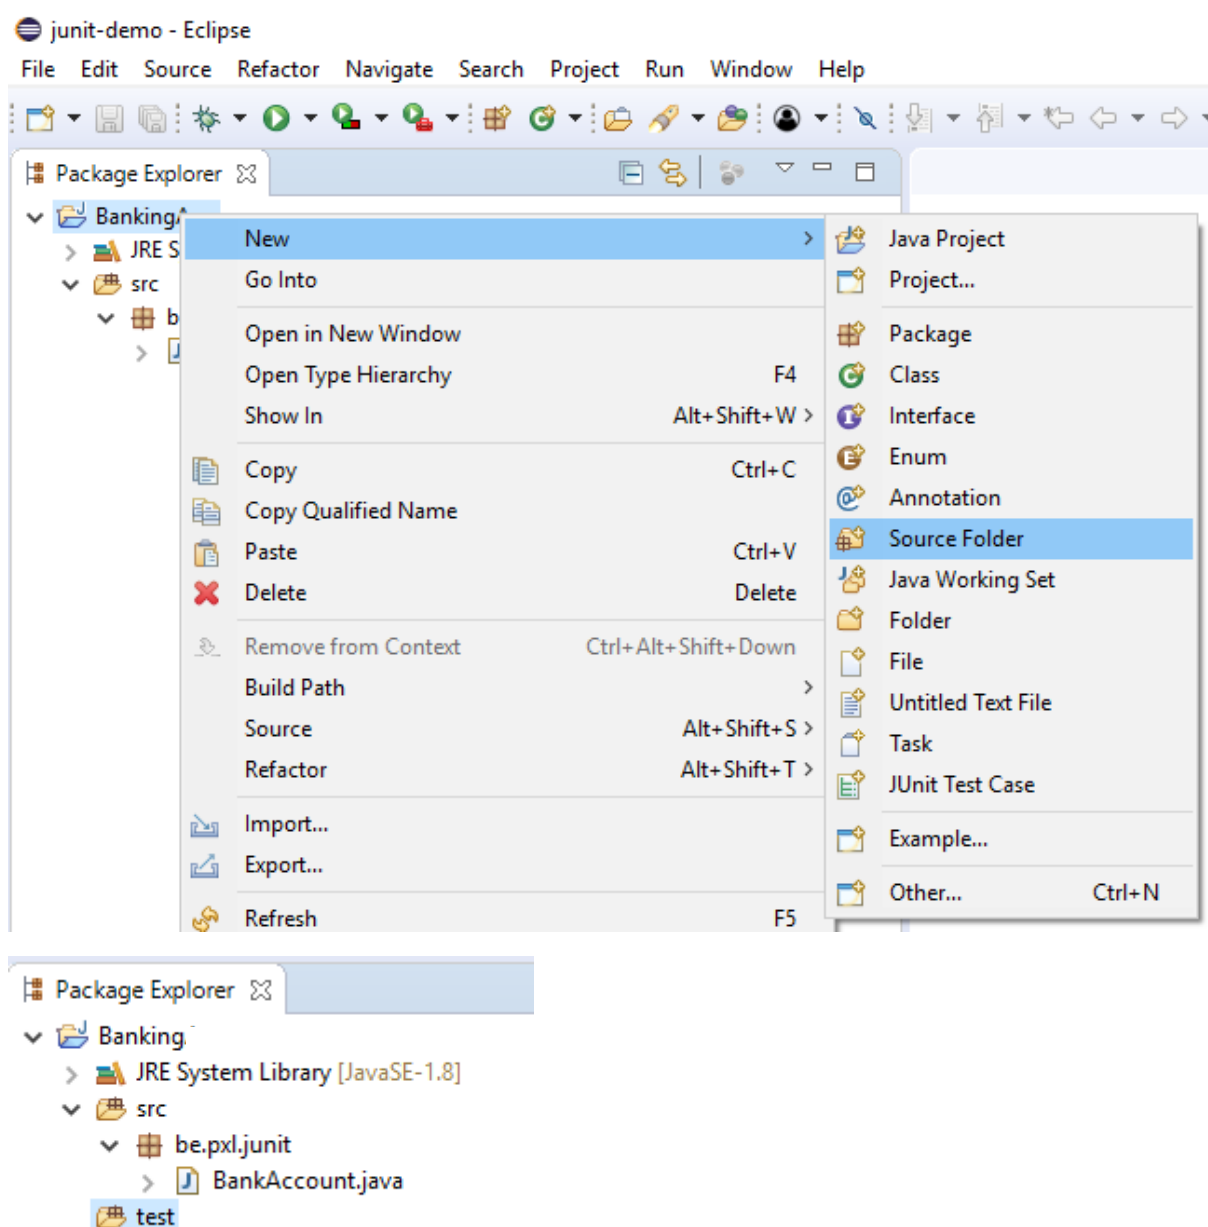 junit-demo - Eclipse
File Edit Source Refactor Navigate Search Project Run Window Help
Package Explorer
JRE S
src
New
Go Into
Open in New Window
Open Type Hierarchy F4
Show In Alt+Shift+W >
Copy Ctrl+C
Copy Qualified Name
Paste Ctrl+V
Delete Delete
Remove from Context Ctrl+Alt+Shift+Down
Build Path >
Source Alt+Shift+S >
Refactor Alt+Shift+T >
Import...
Export...
Refresh F5
Java Project
Project...
Package
Class
Interface
Enum
Annotation
Source Folder
Java Working Set
Folder
File
Untitled Text File
Task
JUnit Test Case
Example...
Other... Ctrl+N
Package Explorer
Banking
JRE System Library [JavaSE-1.8]
src
be.pxl.junit
BankAccount.java
test